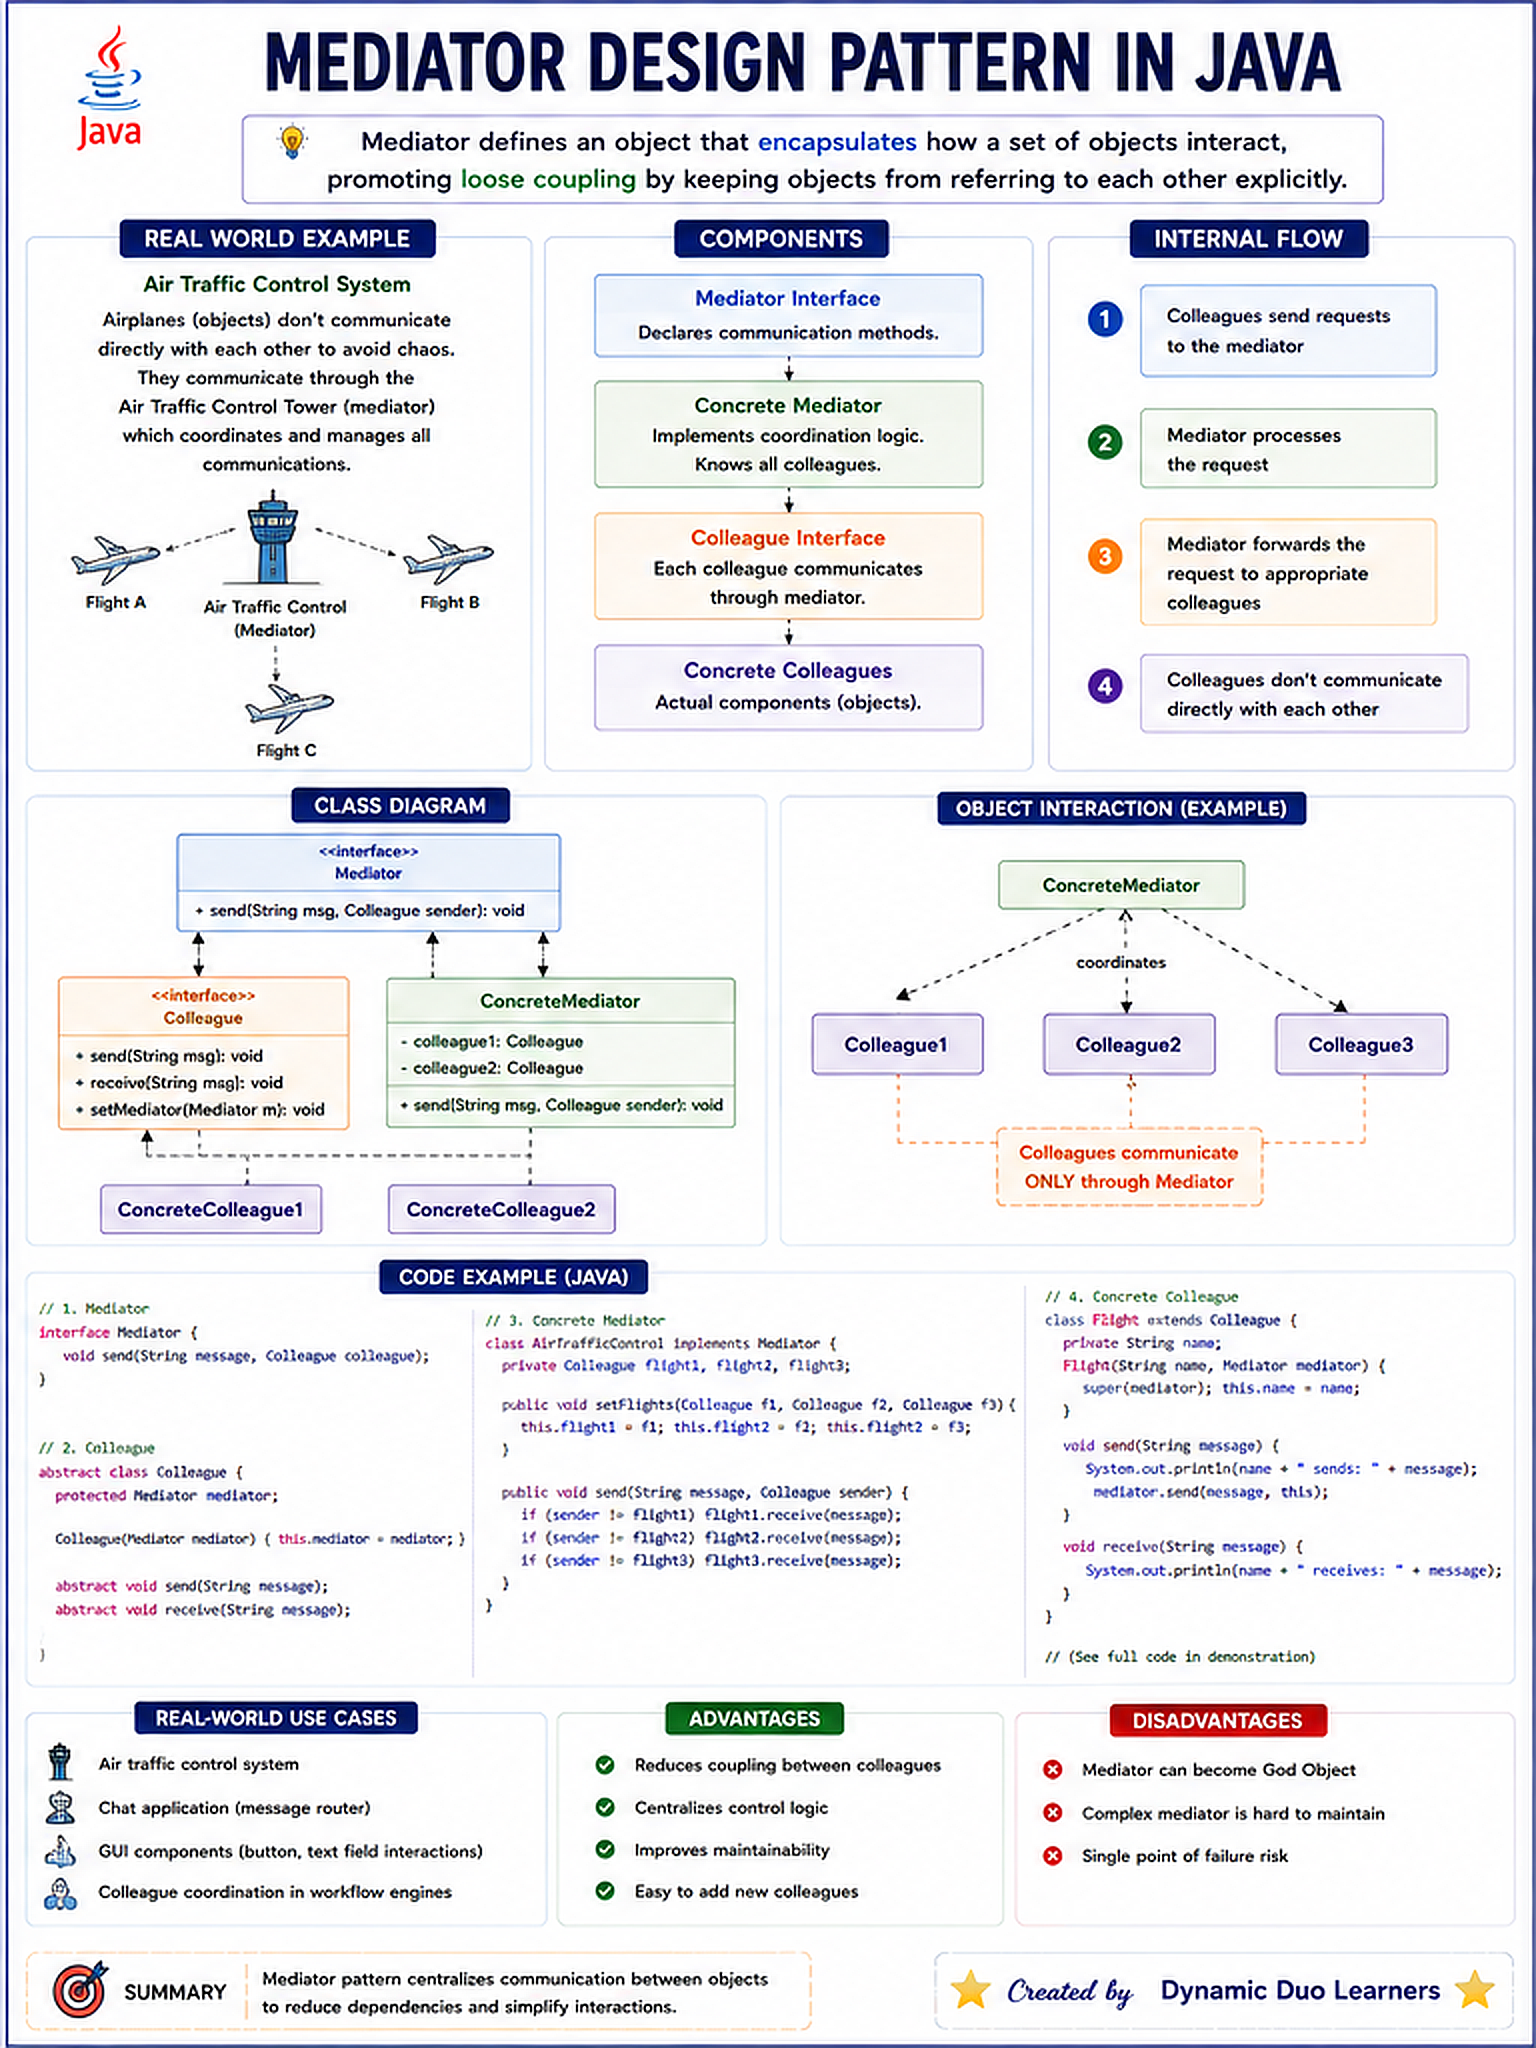 Java
MEDIATOR DESIGN PATTERN IN JAVA
Mediator defines an object that encapsulates how a set of objects interact,
promoting loose coupling by keeping objects from referring to each other explicitly.
REAL WORLD EXAMPLE
Air Traffic Control System
Airplanes (objects) don't communicate
directly with each other to avoid chaos.
They communicate through the
Air Traffic Control Tower (mediator)
which coordinates and manages all
communications.
Flight A
Air Traffic Control
(Mediator)
Flight B
Flight C
COMPONENTS
Mediator Interface
Declares communication methods.
Concrete Mediator
Implements coordination logic.
Knows all colleagues.
Colleague Interface
Each colleague communicates
through mediator.
Concrete Colleagues
Actual components (objects).
INTERNAL FLOW
1
Colleagues send requests
to the mediator
2
Mediator processes
the request
3
Mediator forwards the
request to appropriate
colleagues
4
Colleagues don't communicate
directly with each other
CLASS DIAGRAM
<<interface>>
Mediator
+ send(String msg, Colleague sender): void
<<interface>>
Colleague
+ send(String msg): void
+ receive(String msg): void
+ setMediator(Mediator m): void
ConcreteMediator
- colleague1: Colleague
- colleague2: Colleague
+ send(String msg, Colleague sender): void
ConcreteColleague1
ConcreteColleague2
OBJECT INTERACTION (EXAMPLE)
ConcreteMediator
coordinates
Colleague1
Colleague2
Colleague3
Colleagues communicate
ONLY through Mediator
CODE EXAMPLE (JAVA)
// 1. Mediator
interface Mediator {
void send(String message, Colleague colleague);
}
// 2. Colleague
abstract class Colleague {
protected Mediator mediator;
Colleague(Mediator mediator) { this.mediator = mediator; }
abstract void send(String message);
abstract void receive(String message);
}
// 3. Concrete Mediator
class AirTrafficControl implements Mediator {
private Colleague flight1, flight2, flight3;
public void setFlights(Colleague f1, Colleague f2, Colleague f3) {
this.flight1 = f1; this.flight2 = f2; this.flight2 = f3;
}
public void send(String message, Colleague sender) {
if (sender != flight1) flight1.receive(message);
if (sender != flight2) flight2.receive(message);
if (sender != flight3) flight3.receive(message);
}
}
// 4. Concrete Colleague
class Flight extends Colleague {
private String name;
Flight(String name, Mediator mediator) {
super(mediator); this.name = name;
}
void send(String message) {
System.out.println(name + " sends: " + message);
mediator.send(message, this);
}
void receive(String message) {
System.out.println(name + " receives: " + message);
}
}
// (See full code in demonstration)
REAL-WORLD USE CASES
Air traffic control system
Chat application (message router)
GUI components (button, text field interactions)
Colleague coordination in workflow engines
ADVANTAGES
Reduces coupling between colleagues
Centralizes control logic
Improves maintainability
Easy to add new colleagues
DISADVANTAGES
Mediator can become God Object
Complex mediator is hard to maintain
Single point of failure risk
SUMMARY
Mediator pattern centralizes communication between objects
to reduce dependencies and simplify interactions.
Created by Dynamic Duo Learners